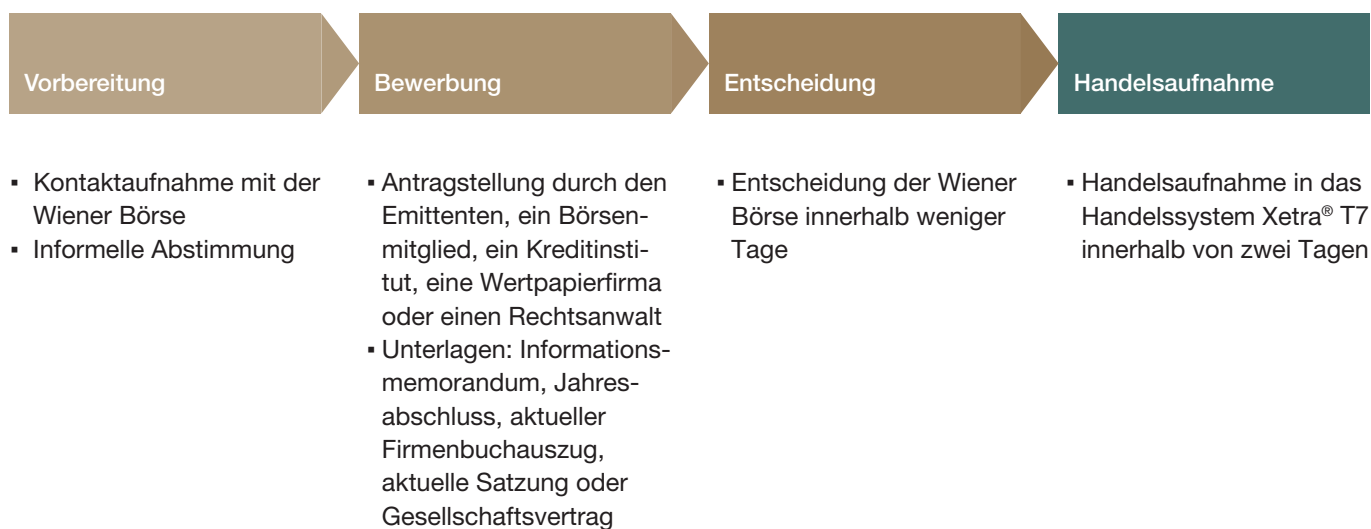 Vorbereitung
Bewerbung
Entscheidung
Handelsaufnahme
▪ Kontaktaufnahme mit der
Wiener Börse
▪ Informelle Abstimmung
▪ Antragstellung durch den
Emittenten, ein Börsen-
mitglied, ein Kreditinsti-
tut, eine Wertpapierfirma
oder einen Rechtsanwalt
▪ Unterlagen: Informations-
memorandum, Jahres-
abschluss, aktueller
Firmenbuchauszug,
aktuelle Satzung oder
Gesellschaftsvertrag
▪ Entscheidung der Wiener
Börse innerhalb weniger
Tage
▪ Handelsaufnahme in das
Handelssystem Xetra® T7
innerhalb von zwei Tagen